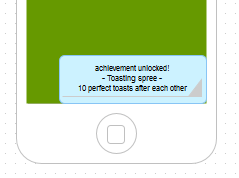 achievement unlocked!
- Toasting spree -
10 perfect toasts after each other